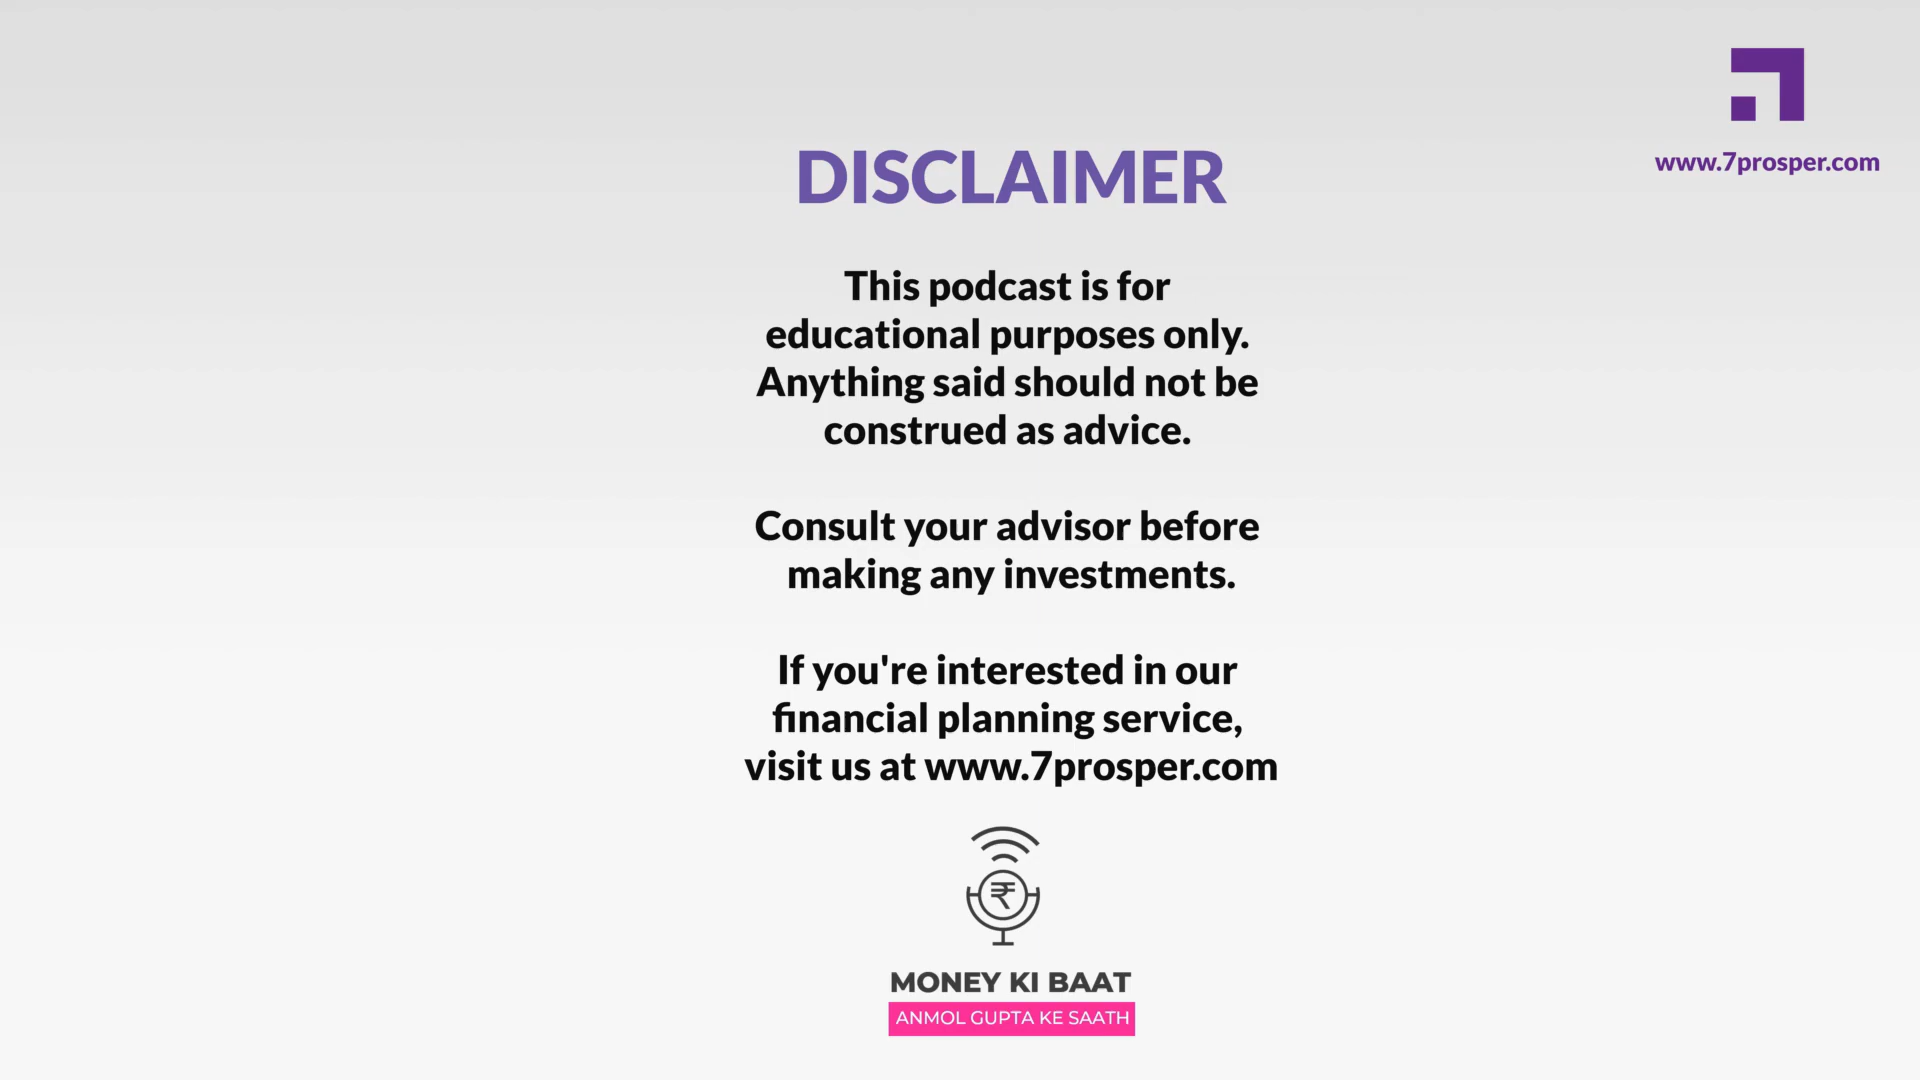 www.7prosper.com
DISCLAIMER
This podcast is for
educational purposes only.
Anything said should not be
construed as advice.
Consult your advisor before
making any investments.
If you're interested in our
financial planning service,
visit us at www.7prosper.com
₹
MONEY KI BAAT
ANMOL GUPTA KE SAATH